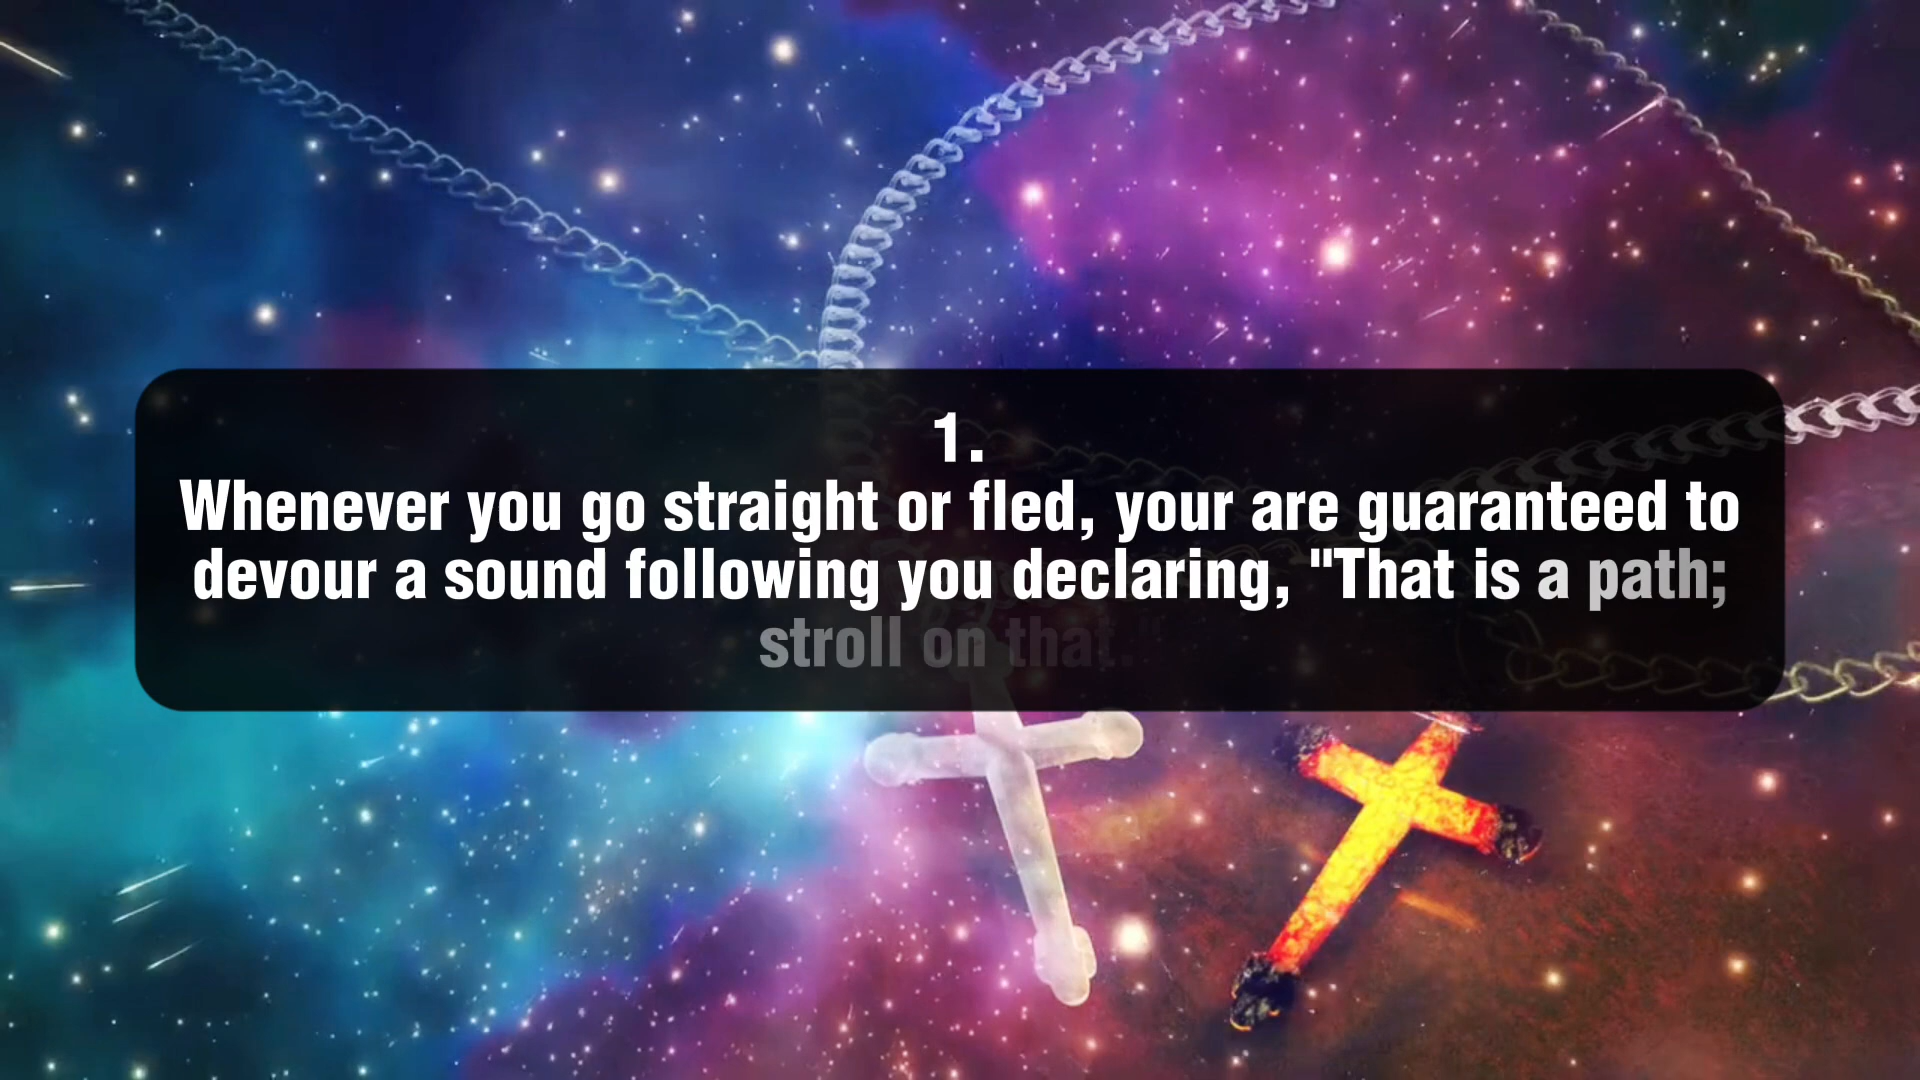 1.
Whenever you go straight or fled, your are guaranteed to
devour a sound following you declaring, "That is a path;
stroll on that."